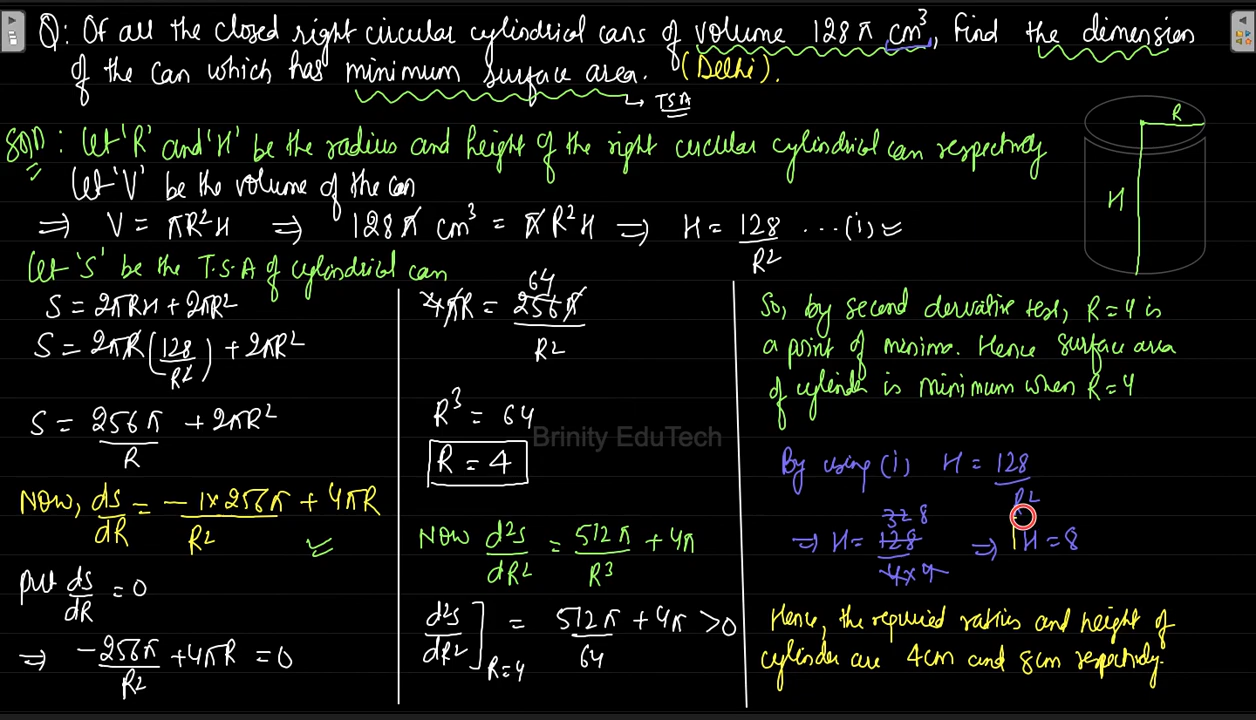 Q: Of all the closed right circular cylindrical cans of volume 128π cm³, Find the dimension
of the can which has minimum surface area. (Delhi).
→ TSA
Soln: Let 'R' and 'H' be the radius and height of the right circular cylindrical can respectively
Let 'V' be the volume of the can
⇒ V = πR²H ⇒ 128π cm³ = πR²H ⇒ H = 128/R² ... (i)
Let 'S' be the T.S.A of cylindrical can
S = 2πRH + 2πR²
S = 2πR (128/R²) + 2πR²
S = 256π/R + 2πR²
Now, ds/dR = -1×256π/R² + 4πR
Put ds/dR = 0
⇒ -256π/R² + 4πR = 0
64
4πR = 256π/R²
R³ = 64
R = 4
Now d²s/dR² = 512π/R³ + 4π
d²s/dR²]R=4 = 512π/64 + 4π > 0
So, by second derivative test, R = 4 is
a point of minima. Hence surface area
of cylinder is minimum when R = 4
By using (i) H = 128/R²
32 8
⇒ H = 128/4×4 ⇒ H = 8
Hence, the required radius and height of
cylinder are 4cm and 8cm respectively.
R
H
Brinity EduTech